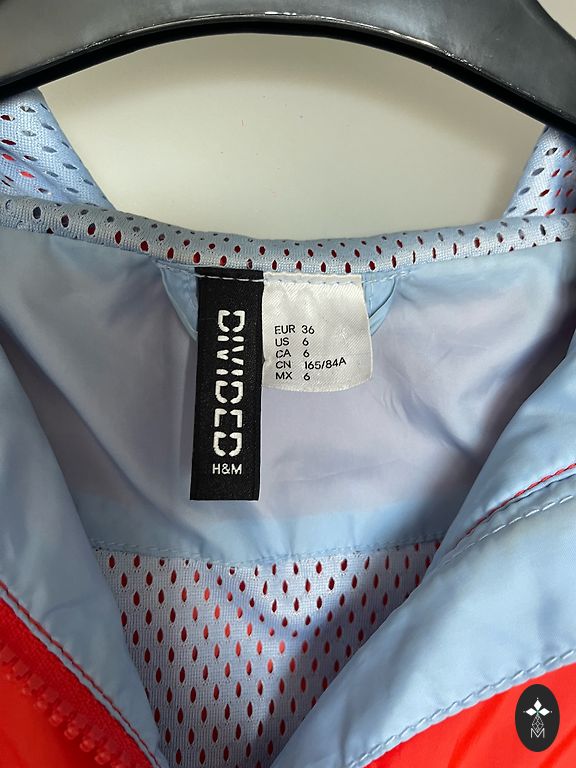 DIVIDED
H&M
EUR 36
US 6
CA 6
CN 165/84A
MX 6
M